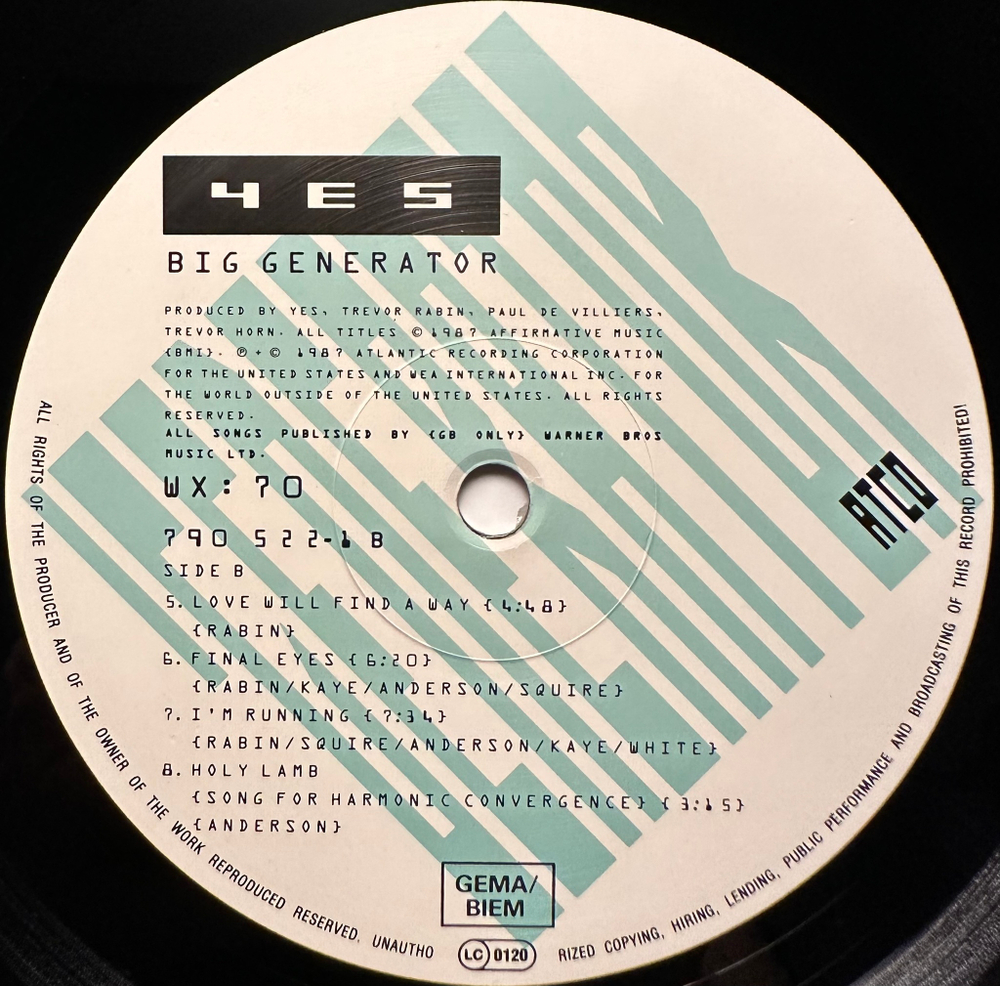 YES
BIG GENERATOR
PRODUCED BY YES, TREVOR RABIN, PAUL DE VILLIERS,
TREVOR HORN. ALL TITLES © 1987 AFFIRMATIVE MUSIC
{BMI}. ℗ + © 1987 ATLANTIC RECORDING CORPORATION
FOR THE UNITED STATES AND WEA INTERNATIONAL INC. FOR
THE WORLD OUTSIDE OF THE UNITED STATES. ALL RIGHTS
RESERVED.
ALL SONGS PUBLISHED BY {GB ONLY} WARNER BROS
MUSIC LTD.
WX: 70
790 522-1 B
SIDE B
5. LOVE WILL FIND A WAY {4:48}
{RABIN}
6. FINAL EYES {6:20}
{RABIN/KAYE/ANDERSON/SQUIRE}
7. I'M RUNNING {7:34}
{RABIN/SQUIRE/ANDERSON/KAYE/WHITE}
8. HOLY LAMB
{SONG FOR HARMONIC CONVERGENCE} {3:15}
{ANDERSON}
ATCO
GEMA/
BIEM
LC 0120
ALL RIGHTS OF THE PRODUCER AND OF THE OWNER OF THE WORK REPRODUCED RESERVED. UNAUTHO
RIZED COPYING, HIRING, LENDING, PUBLIC PERFORMANCE AND BROADCASTING OF THIS RECORD PROHIBITED!